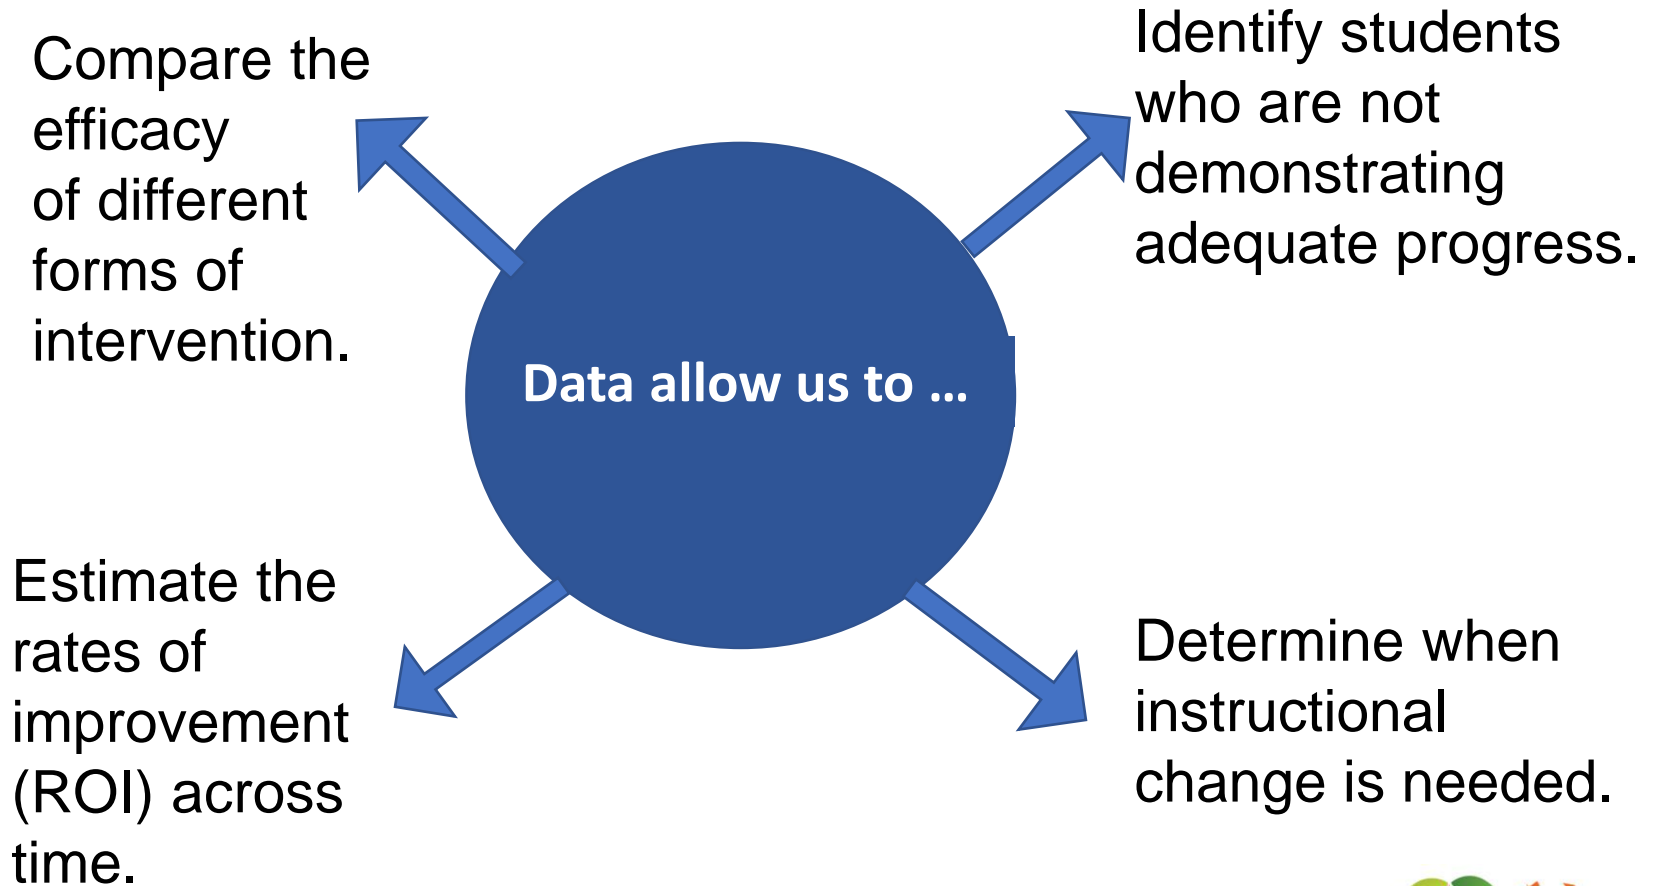 Compare the
efficacy
of different
forms of
intervention.
Identify students
who are not
demonstrating
adequate progress.
Data allow us to ...
Estimate the
rates of
improvement
(ROI) across
time.
Determine when
instructional
change is needed.